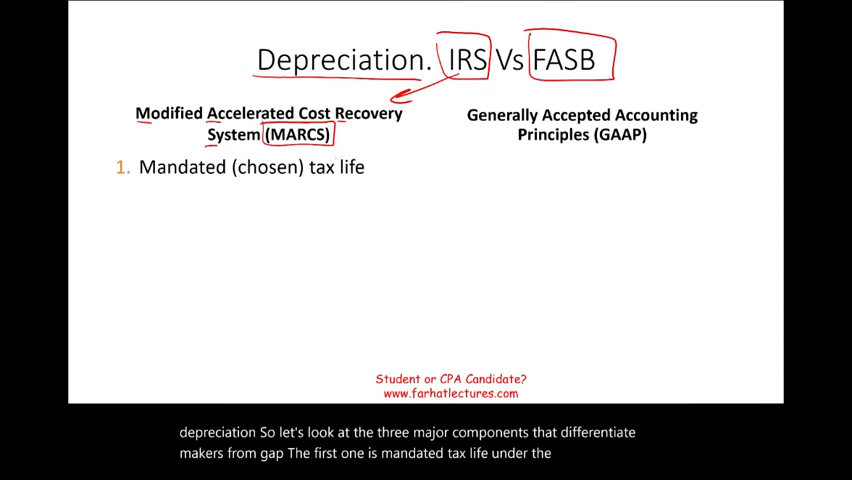 Depreciation. IRS Vs FASB
Modified Accelerated Cost Recovery
System (MARCS)
Generally Accepted Accounting
Principles (GAAP)
1. Mandated (chosen) tax life
Student or CPA Candidate?
www.farhatlectures.com
depreciation So let's look at the three major components that differentiate
makers from gap The first one is mandated tax life under the